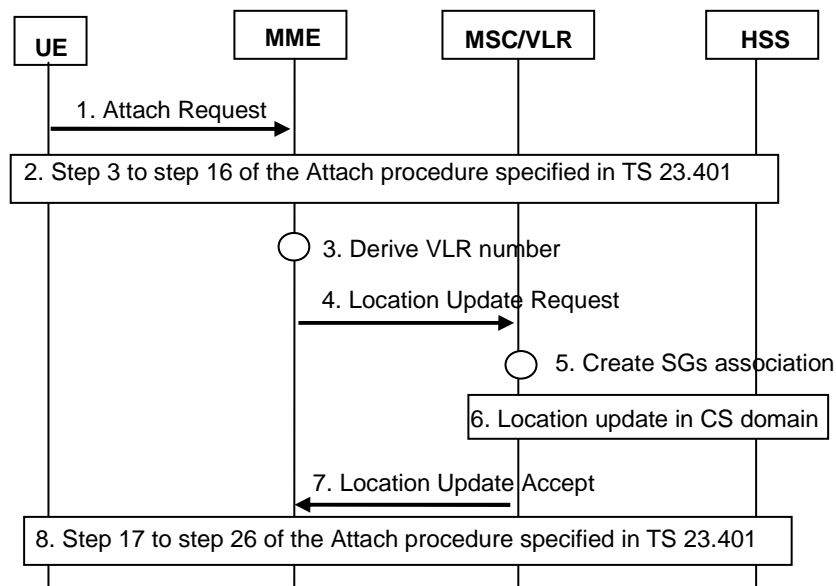 UE
MME
MSC/VLR
HSS
1. Attach Request
2. Step 3 to step 16 of the Attach procedure specified in TS 23.401
3. Derive VLR number
4. Location Update Request
5. Create SGs association
6. Location update in CS domain
7. Location Update Accept
8. Step 17 to step 26 of the Attach procedure specified in TS 23.401